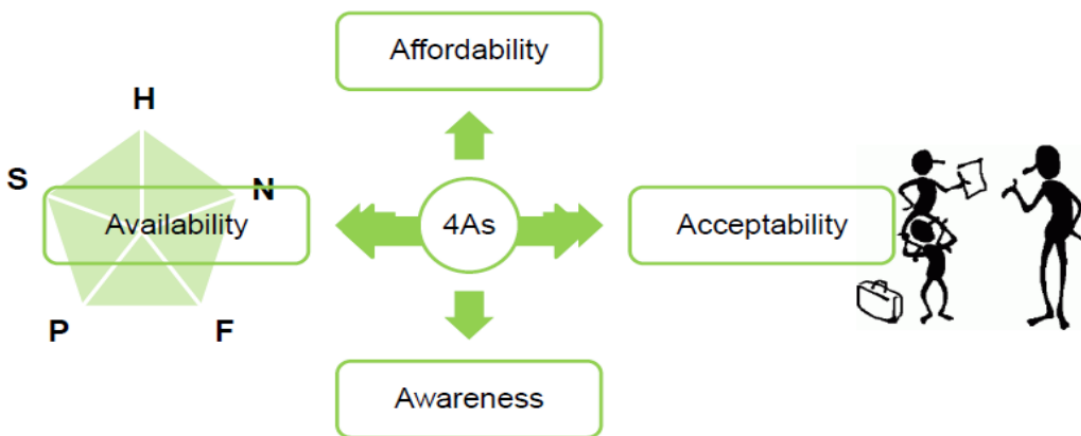 Affordability
H
S
N
Availability
4As
Acceptability
P
F
Awareness